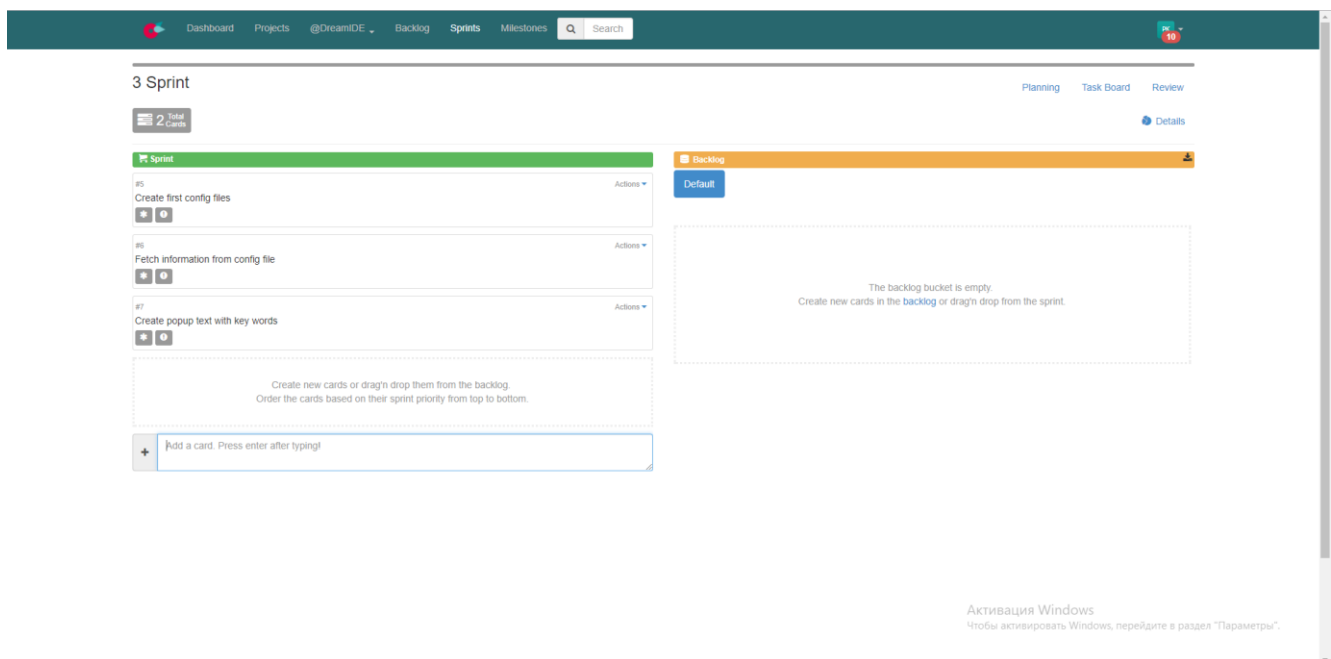 Dashboard Projects @DreamIDE Backlog Sprints Milestones Search
10
3 Sprint
Planning Task Board Review
2 Total Cards
Details
Sprint
#5 Actions
Create first config files
#6 Actions
Fetch information from config file
#7 Actions
Create popup text with key words
Create new cards or drag'n drop them from the backlog.
Order the cards based on their sprint priority from top to bottom.
Add a card. Press enter after typing!
Backlog
Default
The backlog bucket is empty.
Create new cards in the backlog or drag'n drop from the sprint.
Активация Windows
Чтобы активировать Windows, перейдите в раздел "Параметры".